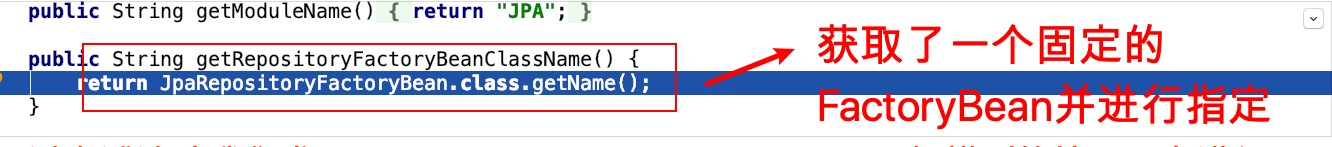 public String getModuleName() { return "JPA"; }
public String getRepositoryFactoryBeanClassName() {
return JpaRepositoryFactoryBean.class.getName();
}
获取了一个固定的
FactoryBean并进行指定